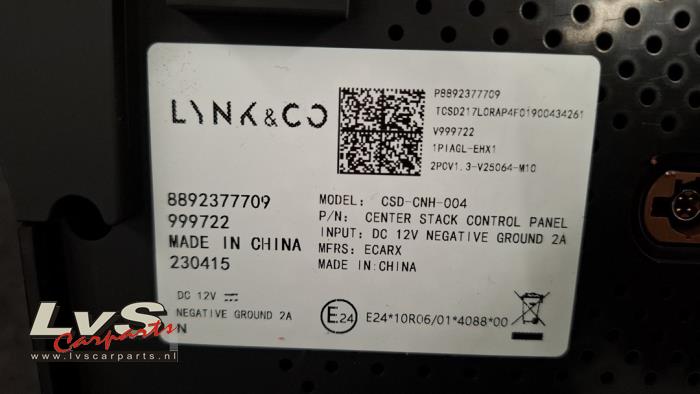 LYNK&CO
P8892377709
TCSD217L0RAP4F01900434261
V999722
1PIAGL-EHX1
2PCV1.3-V25064-M10
8892377709
999722
MADE IN CHINA
230415
MODEL: CSD-CNH-004
P/N: CENTER STACK CONTROL PANEL
INPUT: DC 12V NEGATIVE GROUND 2A
MFRS: ECARX
MADE IN:CHINA
DC 12V
NEGATIVE GROUND 2A
N
E24
E24*10R06/01*4088*00
LvS
Carparts
www.lvscarparts.nl